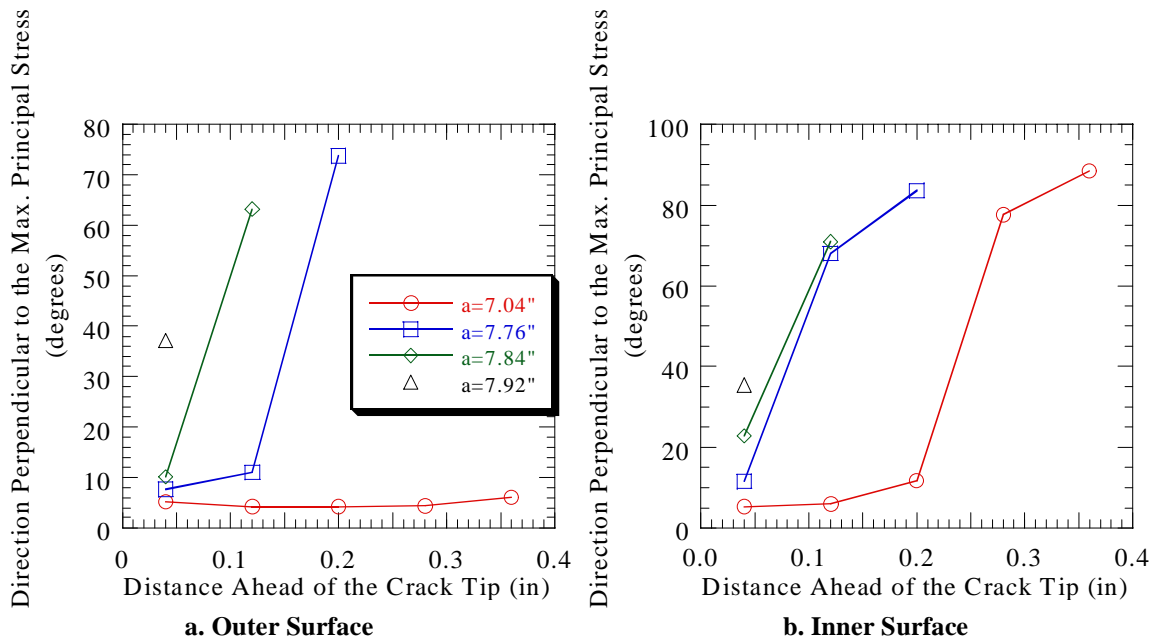 Direction Perpendicular to the Max. Principal Stress
(degrees)
80
70
60
50
40
30
20
10
0
0
0.1
0.2
0.3
0.4
a=7.04"
a=7.76"
a=7.84"
a=7.92"
Distance Ahead of the Crack Tip (in)
a. Outer Surface
Direction Perpendicular to the Max. Principal Stress
(degrees)
100
80
60
40
20
0
0.0
0.1
0.2
0.3
0.4
Distance Ahead of the Crack Tip (in)
b. Inner Surface